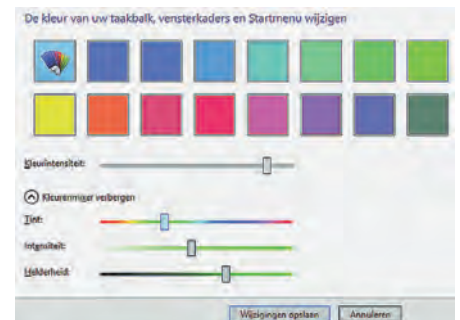 De kleur van uw taakbalk, vensterkaders en Startmenu wijzigen
Kleurintensiteit:
Kleurenmixer verbergen
Tint:
Intensiteit:
Helderheid:
Wijzigingen opslaan Annuleren